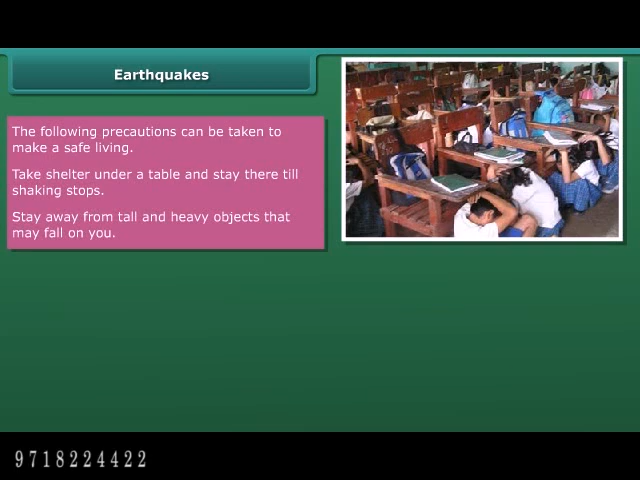 Earthquakes
The following precautions can be taken to
make a safe living.
Take shelter under a table and stay there till
shaking stops.
Stay away from tall and heavy objects that
may fall on you.
9718224422